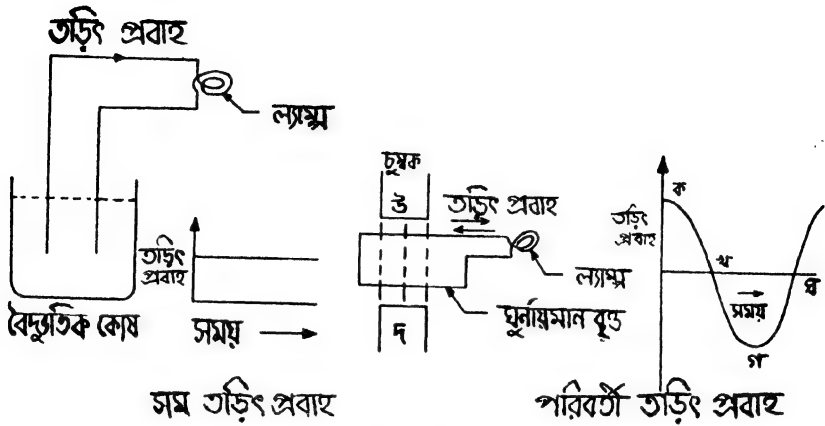 তড়িৎ প্রবাহ
ল্যাম্প
তড়িৎ
প্রবাহ
বৈদ্যুতিক কোষ
সময়
সম তড়িৎ প্রবাহ
চুম্বক
উ
তড়িৎ প্রবাহ
ল্যাম্প
ঘুর্নায়মান বৃত্ত
দ
ক
তড়িৎ
প্রবাহ
খ
ঘ
সময়
গ
পরিবর্তী তড়িৎ প্রবাহ